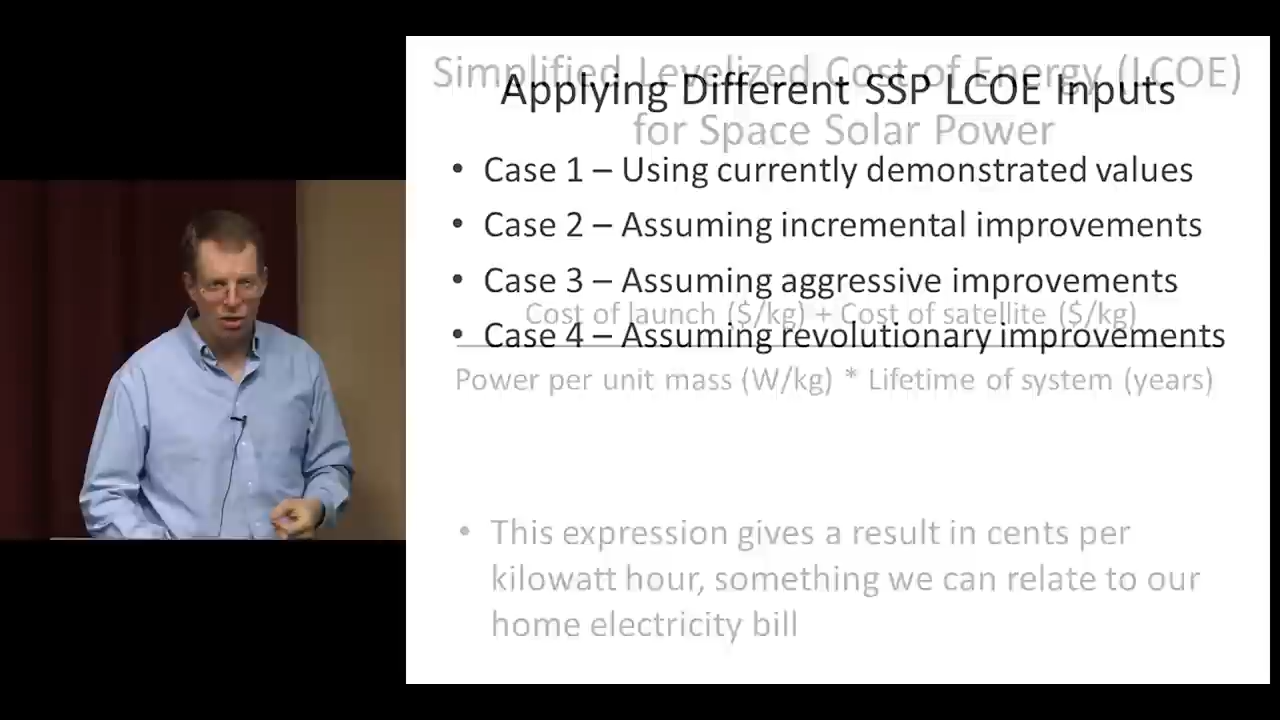 Simplified Levelized Cost of Energy (LCOE)
for Space Solar Power
Applying Different SSP LCOE Inputs
• Case 1 – Using currently demonstrated values
• Case 2 – Assuming incremental improvements
• Case 3 – Assuming aggressive improvements
• Case 4 – Assuming revolutionary improvements
Cost of launch ($/kg) + Cost of satellite ($/kg)
Power per unit mass (W/kg) * Lifetime of system (years)
• This expression gives a result in cents per
kilowatt hour, something we can relate to our
home electricity bill